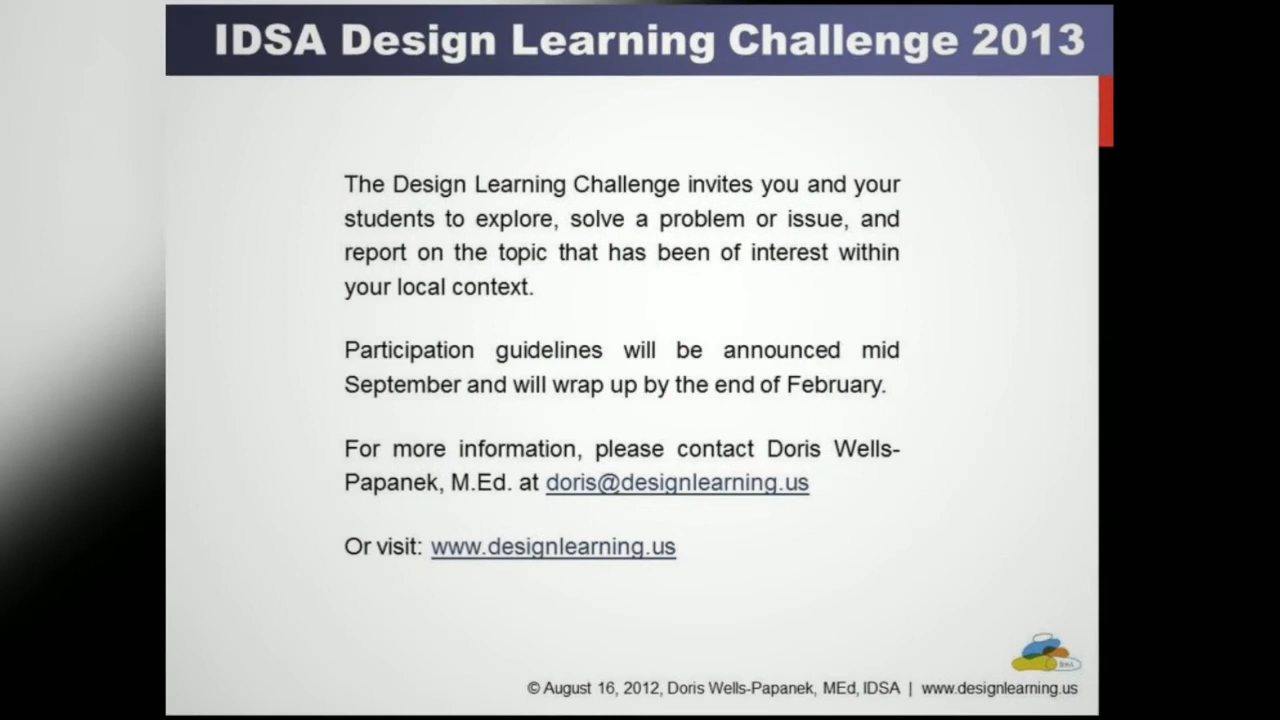 IDSA Design Learning Challenge 2013
The Design Learning Challenge invites you and your
students to explore, solve a problem or issue, and
report on the topic that has been of interest within
your local context.
Participation guidelines will be announced mid
September and will wrap up by the end of February.
For more information, please contact Doris Wells-
Papanek, M.Ed. at doris@designlearning.us
Or visit: www.designlearning.us
© August 16, 2012, Doris Wells-Papanek, MEd, IDSA | www.designlearning.us